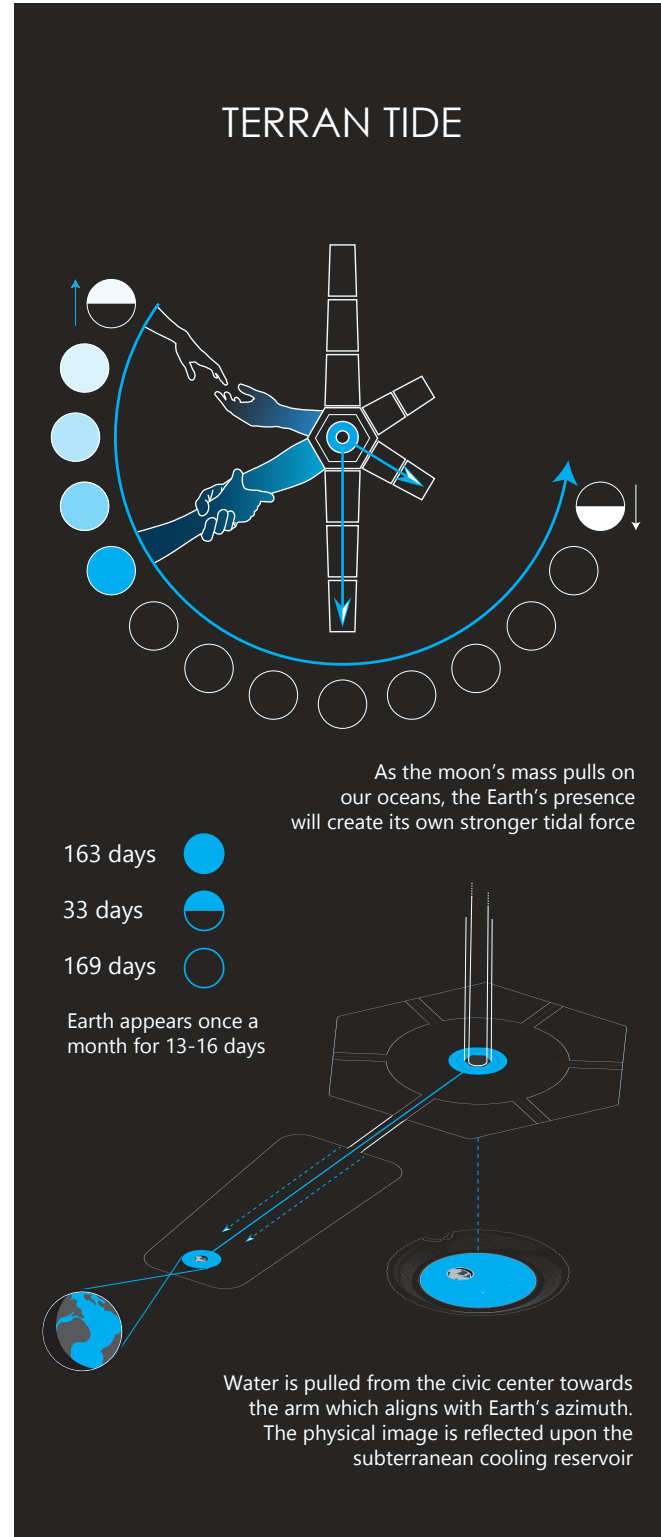 TERRAN TIDE
As the moon’s mass pulls on
our oceans, the Earth’s presence
will create its own stronger tidal force
163 days
33 days
169 days
Earth appears once a
month for 13-16 days
Water is pulled from the civic center towards
the arm which aligns with Earth’s azimuth.
The physical image is reflected upon the
subterranean cooling reservoir